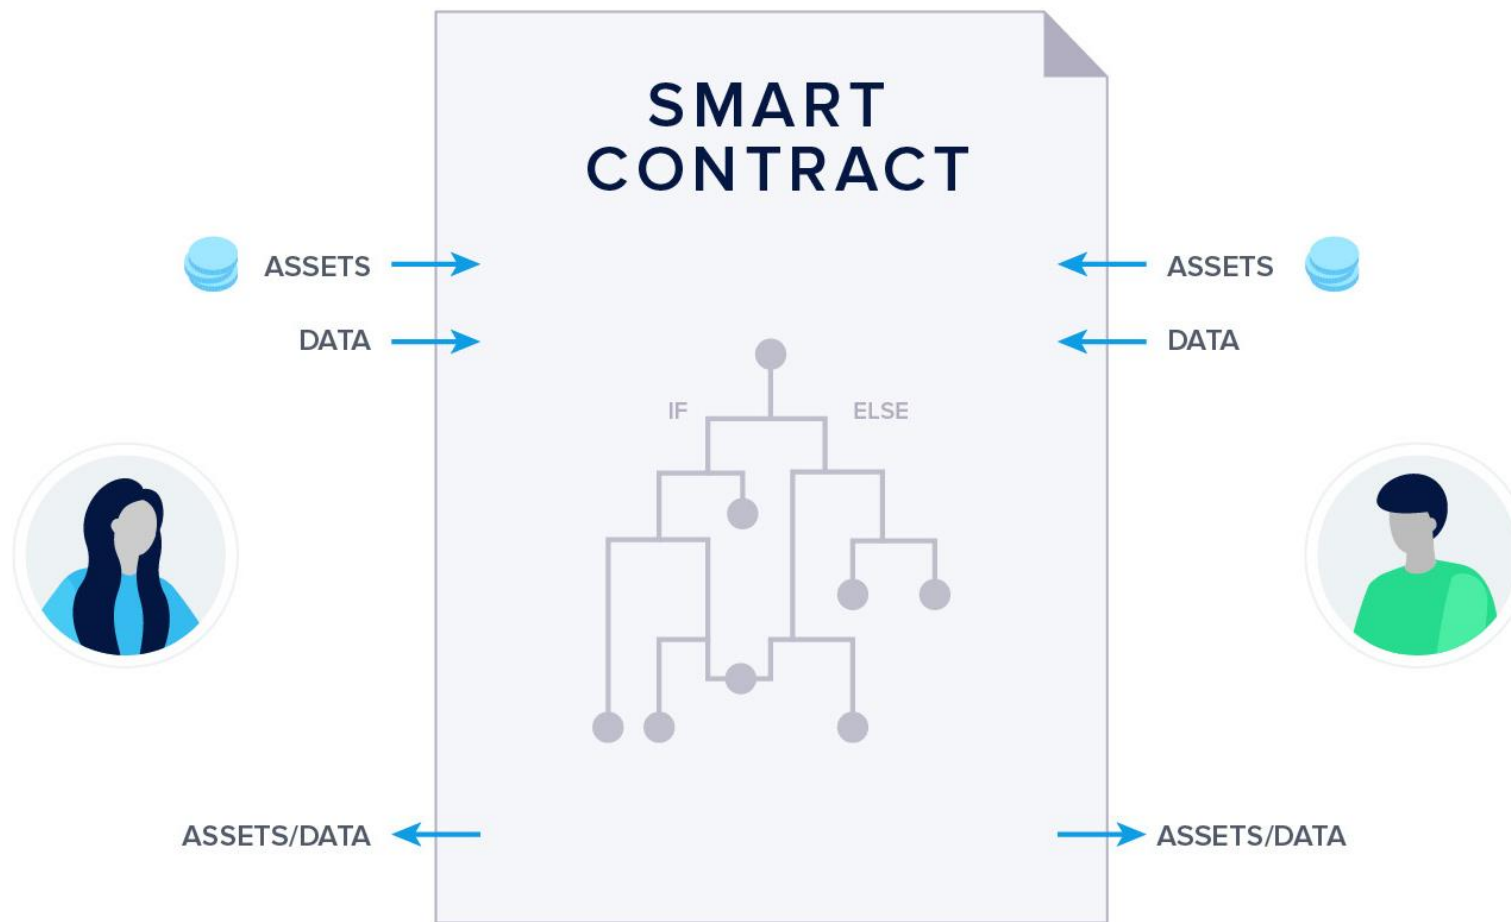 SMART
CONTRACT
ASSETS
ASSETS
DATA
DATA
IF
ELSE
ASSETS/DATA
ASSETS/DATA